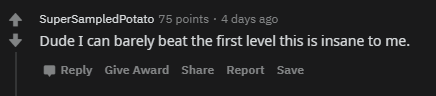 SuperSampledPotato 75 points · 4 days ago
Dude I can barely beat the first level this is insane to me.
Reply Give Award Share Report Save